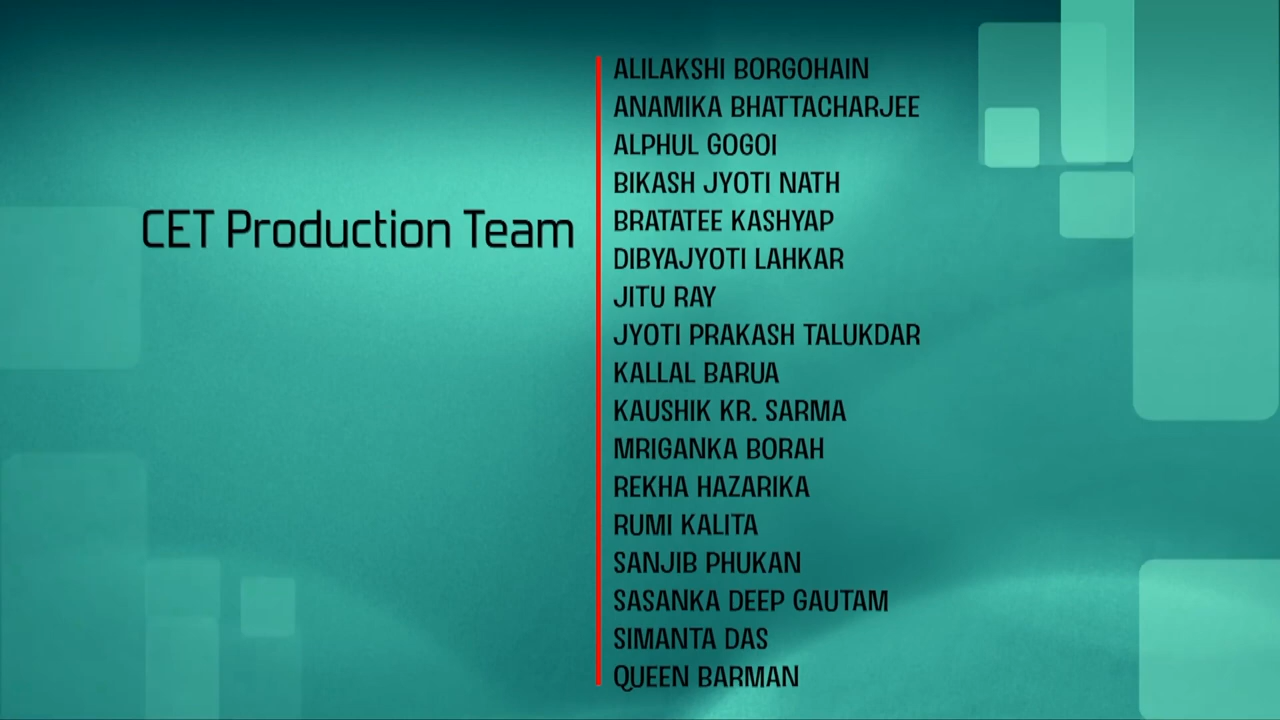 CET Production Team
ALILAKSHI BORGOHAIN
ANAMIKA BHATTACHARJEE
ALPHUL GOGOI
BIKASH JYOTI NATH
BRATATEE KASHYAP
DIBYAJYOTI LAHKAR
JITU RAY
JYOTI PRAKASH TALUKDAR
KALLAL BARUA
KAUSHIK KR. SARMA
MRIGANKA BORAH
REKHA HAZARIKA
RUMI KALITA
SANJIB PHUKAN
SASANKA DEEP GAUTAM
SIMANTA DAS
QUEEN BARMAN